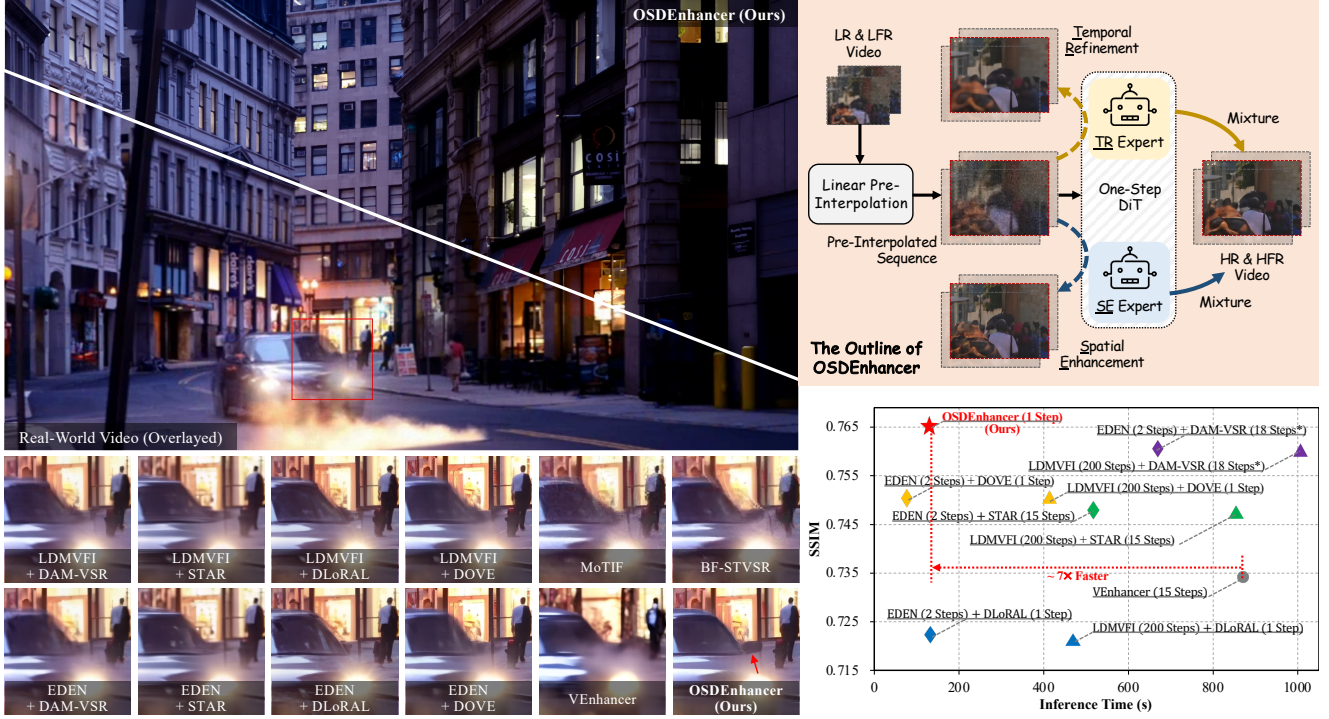 OSDEnhancer (Ours)
COSI
COSI
Real-World Video (Overlayed)
LDMVFI
+ DAM-VSR
LDMVFI
+ STAR
LDMVFI
+ DLoRAL
LDMVFI
+ DOVE
MoTIF
BF-STVSR
EDEN
+ DAM-VSR
EDEN
+ STAR
EDEN
+ DLoRAL
EDEN
+ DOVE
VEnhancer
OSDEnhancer
(Ours)
LR & LFR
Video
Temporal
Refinement
TR Expert
Mixture
Linear Pre-
Interpolation
One-Step
DiT
Pre-Interpolated
Sequence
HR & HFR
Video
SE Expert
Mixture
Spatial
Enhancement
The Outline of
OSDEnhancer
OSDEnhancer (1 Step)
(Ours)
EDEN (2 Steps) + DAM-VSR (18 Steps*)
LDMVFI (200 Steps) + DAM-VSR (18 Steps*)
EDEN (2 Steps) + DOVE (1 Step)
LDMVFI (200 Steps) + DOVE (1 Step)
EDEN (2 Steps) + STAR (15 Steps)
LDMVFI (200 Steps) + STAR (15 Steps)
~ 7× Faster
VEnhancer (15 Steps)
EDEN (2 Steps) + DLoRAL (1 Step)
LDMVFI (200 Steps) + DLoRAL (1 Step)
SSIM
0.765
0.755
0.745
0.735
0.725
0.715
0
200
400
600
800
1000
Inference Time (s)